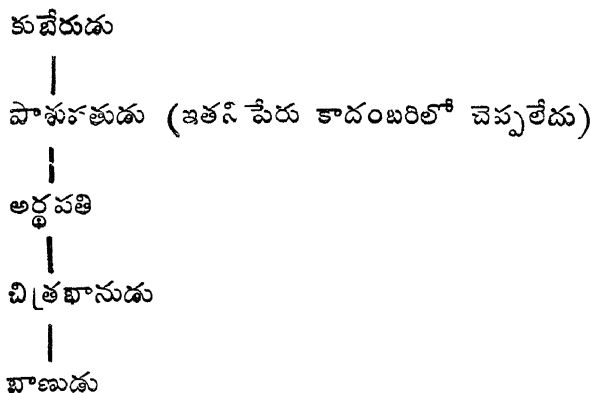 కుబేరుడు
పాశుపతుడు (ఇతని పేరు కాదంబరిలో చెప్పలేదు)
అర్థపతి
చిత్రభానుడు
బాణుడు